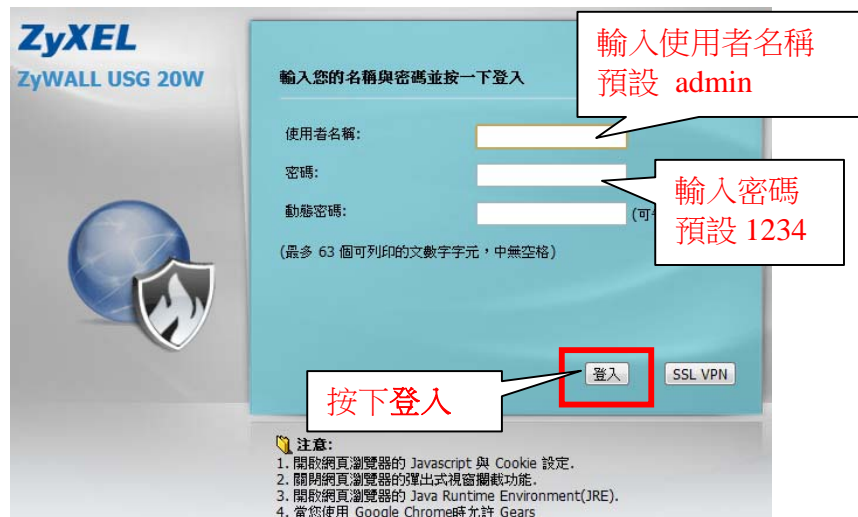 ZyXEL
ZyWALL USG 20W
輸入您的名稱與密碼並按一下登入
輸入使用者名稱
預設 admin
使用者名稱:
密碼:
輸入密碼
預設 1234
動態密碼:
(可
(最多 63 個可列印的文數字字元，中無空格)
登入
SSL VPN
按下登入
注意:
1. 開啟網頁瀏覽器的 Javascript 與 Cookie 設定.
2. 關閉網頁瀏覽器的彈出式視窗攔截功能.
3. 開啟網頁瀏覽器的 Java Runtime Environment(JRE).
4. 當您使用 Google Chrome時允許 Gears